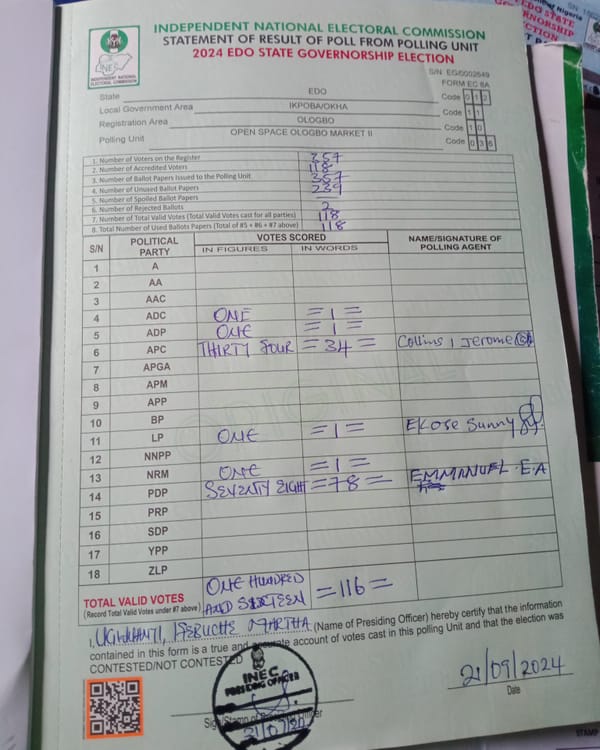 INDEPENDENT NATIONAL ELECTORAL COMMISSION
STATEMENT OF RESULT OF POLL FROM POLLING UNIT
2024 EDO STATE GOVERNORSHIP ELECTION
INEC
INDEPENDENT NATIONAL
ELECTORAL COMMISSION
S/N EG/0002649
FORM EC 8A
State EDO Code 0 1 2
Local Government Area IKPOBA/OKHA Code 1 1
Registration Area OLOGBO Code 1 0
Polling Unit OPEN SPACE OLOGBO MARKET II Code 0 3 6
1. Number of Voters on the Register 357
2. Number of Accredited Voters 118
3. Number of Ballot Papers Issued to the Polling Unit 357
4. Number of Unused Ballot Papers 239
5. Number of Spoiled Ballot Papers
6. Number of Rejected Ballots 2
7. Number of Total Valid Votes (Total Valid Votes cast for all parties) 118
8. Total Number of Used Ballots Papers (Total of #5 + #6 + #7 above) 118
S/N POLITICAL PARTY VOTES SCORED NAME/SIGNATURE OF POLLING AGENT
IN FIGURES IN WORDS
1 A
2 AA
3 AAC
4 ADC ONE =1=
5 ADP ONE =1=
6 APC THIRTY FOUR =34= Collins, Jerome
7 APGA
8 APM
9 APP
10 BP
11 LP ONE =1= Ekose Sunny
12 NNPP
13 NRM ONE =1=
14 PDP SEVENTY EIGHT =78= EMMANUEL.E.A
15 PRP
16 SDP
17 YPP
18 ZLP
TOTAL VALID VOTES ONE HUNDRED AND SIXTEEN =116=
(Record Total Valid Votes under #7 above)
ORIGINAL
I, MARTHA (Name of Presiding Officer) hereby certify that the information
contained in this form is a true and accurate account of votes cast in this polling Unit and that the election was
CONTESTED/NOT CONTESTED
INEC
PRESIDING OFFICER
21/09/2024
Date
Sign/Stamp of Presiding Officer
STAMP